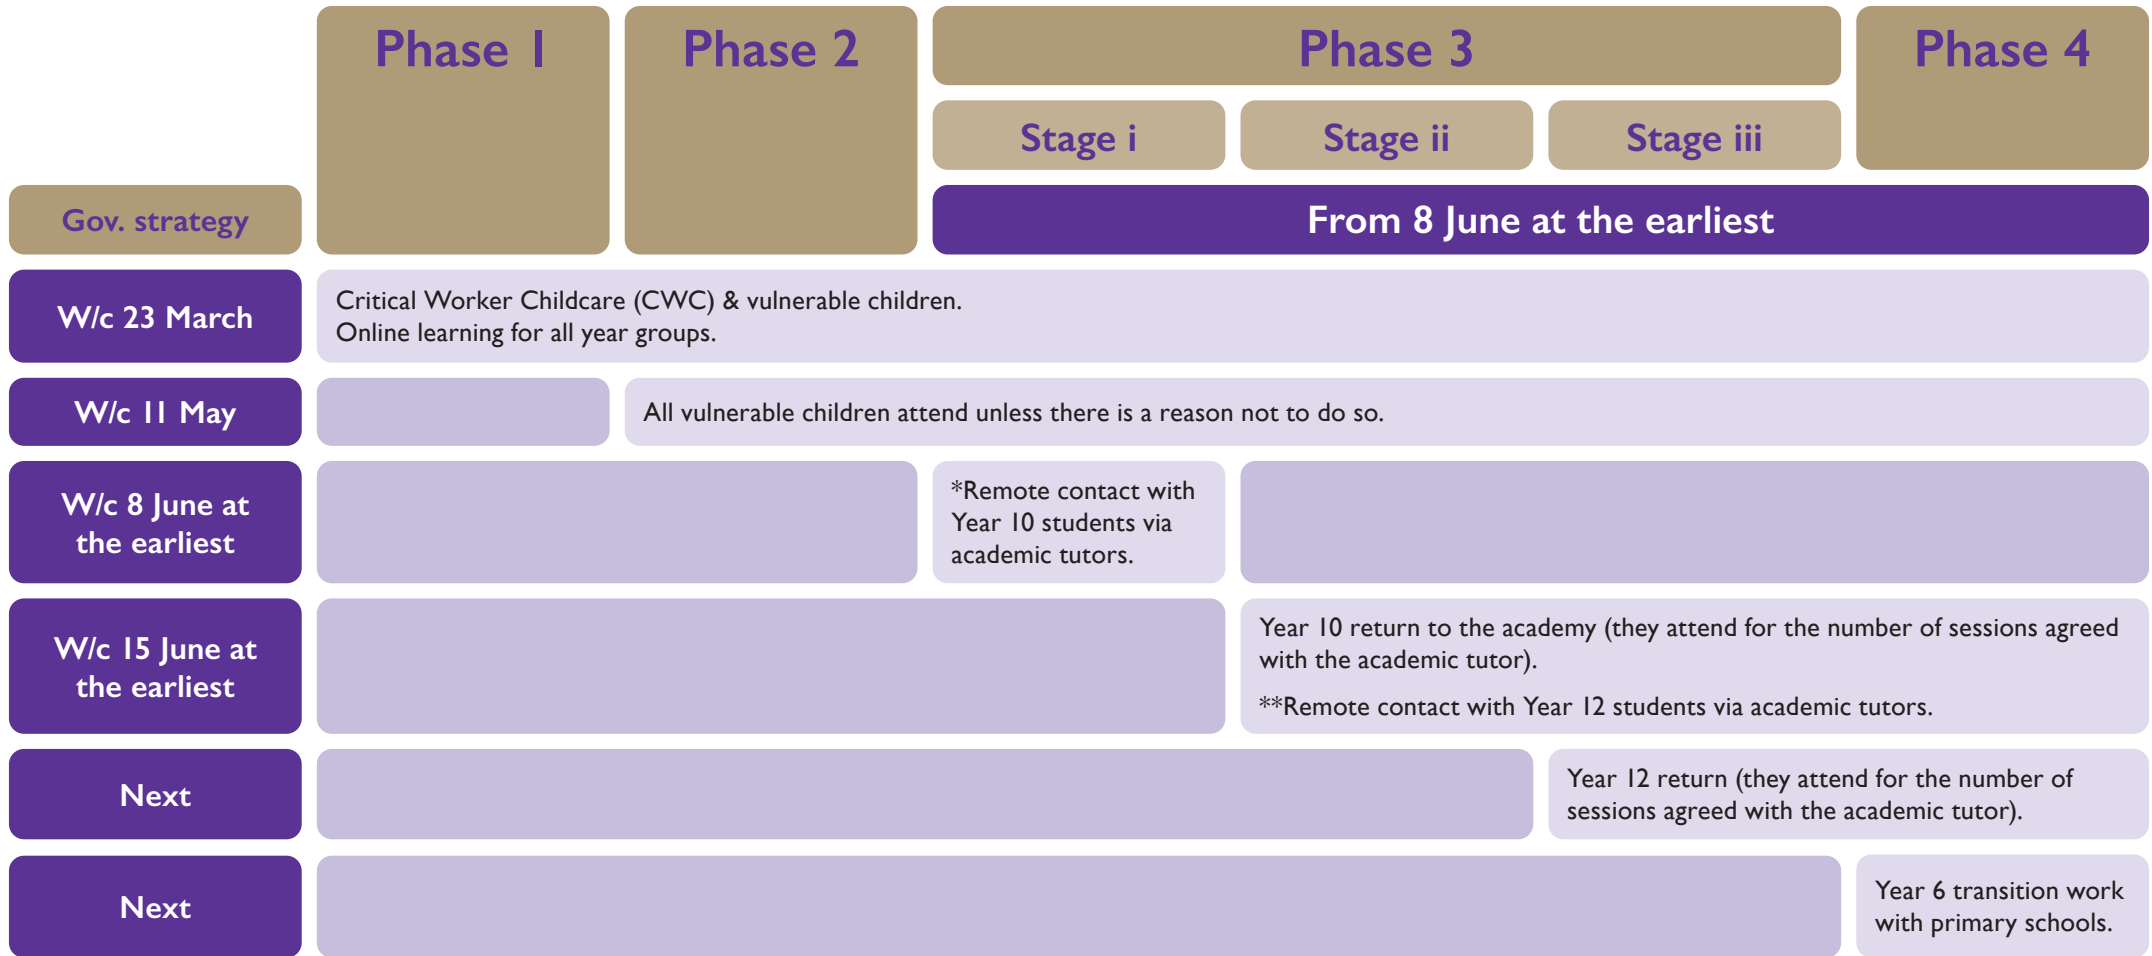 Phase 1
Phase 2
Phase 3
Phase 4
Stage i
Stage ii
Stage iii
Gov. strategy
From 8 June at the earliest
W/c 23 March
Critical Worker Childcare (CWC) & vulnerable children.
Online learning for all year groups.
W/c 11 May
All vulnerable children attend unless there is a reason not to do so.
W/c 8 June at
the earliest
*Remote contact with
Year 10 students via
academic tutors.
W/c 15 June at
the earliest
Year 10 return to the academy (they attend for the number of sessions agreed
with the academic tutor).
**Remote contact with Year 12 students via academic tutors.
Next
Year 12 return (they attend for the number of
sessions agreed with the academic tutor).
Next
Year 6 transition work
with primary schools.